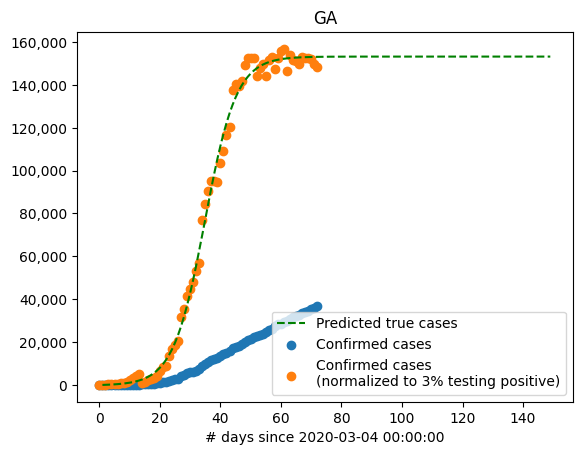 GA
160,000
140,000
120,000
100,000
80,000
60,000
40,000
20,000
0
Predicted true cases
Confirmed cases
Confirmed cases
(normalized to 3% testing positive)
0 20 40 60 80 100 120 140
# days since 2020-03-04 00:00:00